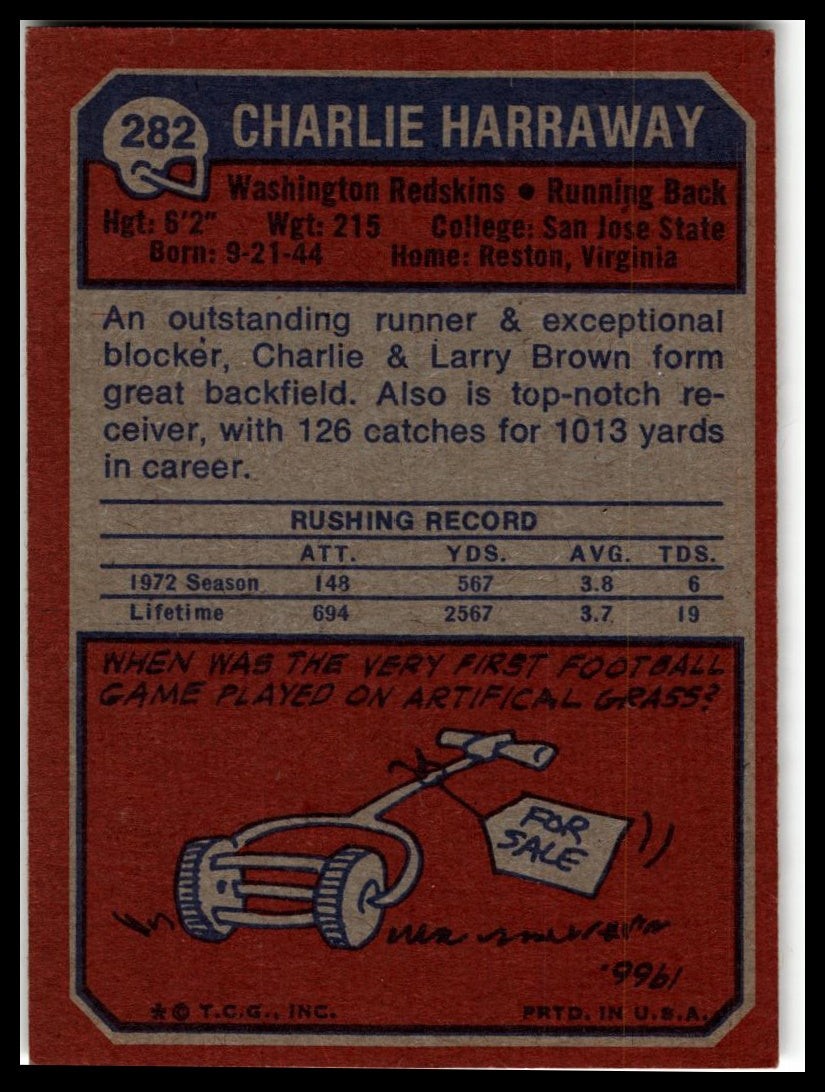 282 CHARLIE HARRAWAY
Washington Redskins • Running Back
Hgt: 6'2" Wgt: 215 College: San Jose State
Born: 9-21-44 Home: Reston, Virginia
An outstanding runner & exceptional
blocker, Charlie & Larry Brown form
great backfield. Also is top-notch re-
ceiver, with 126 catches for 1013 yards
in career.
RUSHING RECORD
ATT. YDS. AVG. TDS.
1972 Season 148 567 3.8 6
Lifetime 694 2567 3.7 19
WHEN WAS THE VERY FIRST FOOTBALL
GAME PLAYED ON ARTIFICAL GRASS?
FOR
SALE
1966.
* © T.C.G., INC. PRTD. IN U.S.A.